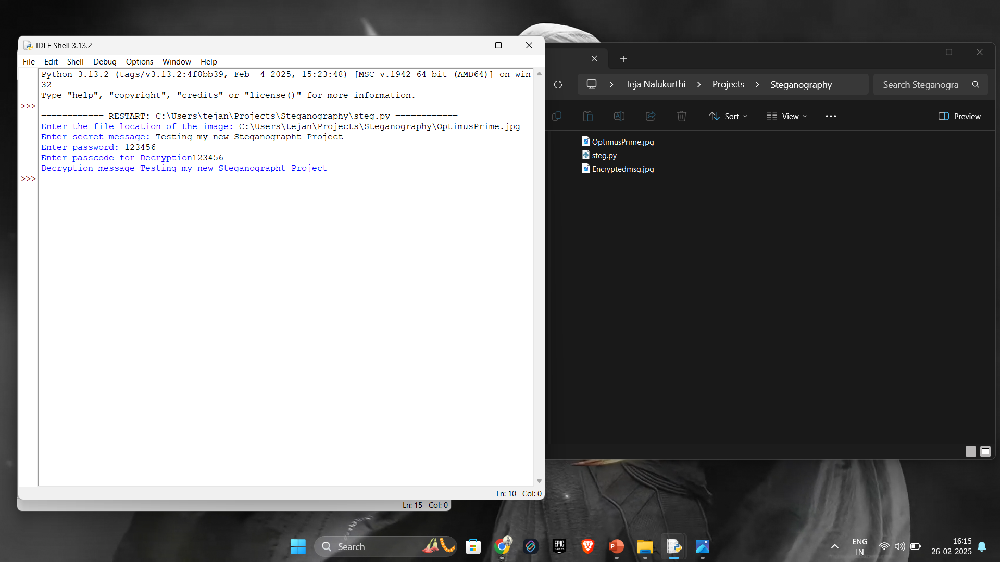 IDLE Shell 3.13.2
File Edit Shell Debug Options Window Help
Python 3.13.2 (tags/v3.13.2:4f8bb39, Feb  4 2025, 15:23:48) [MSC v.1942 64 bit (AMD64)] on win
32
Type "help", "copyright", "credits" or "license()" for more information.
>>>
============ RESTART: C:\Users\tejan\Projects\Steganography\steg.py ============
Enter the file location of the image: C:\Users\tejan\Projects\Steganography\OptimusPrime.jpg
Enter secret message: Testing my new Steganographt Project
Enter password: 123456
Enter passcode for Decryption123456
Decryption message Testing my new Steganographt Project
>>>
Ln: 10 Col: 0
Ln: 15 Col: 0
Teja Nalukurthi > Projects > Steganography
Search Steganogra
Sort View ••• Preview
OptimusPrime.jpg
steg.py
Encryptedmsg.jpg
Search
EPIC
GAMES
P
ENG
IN
16:15
26-02-2025